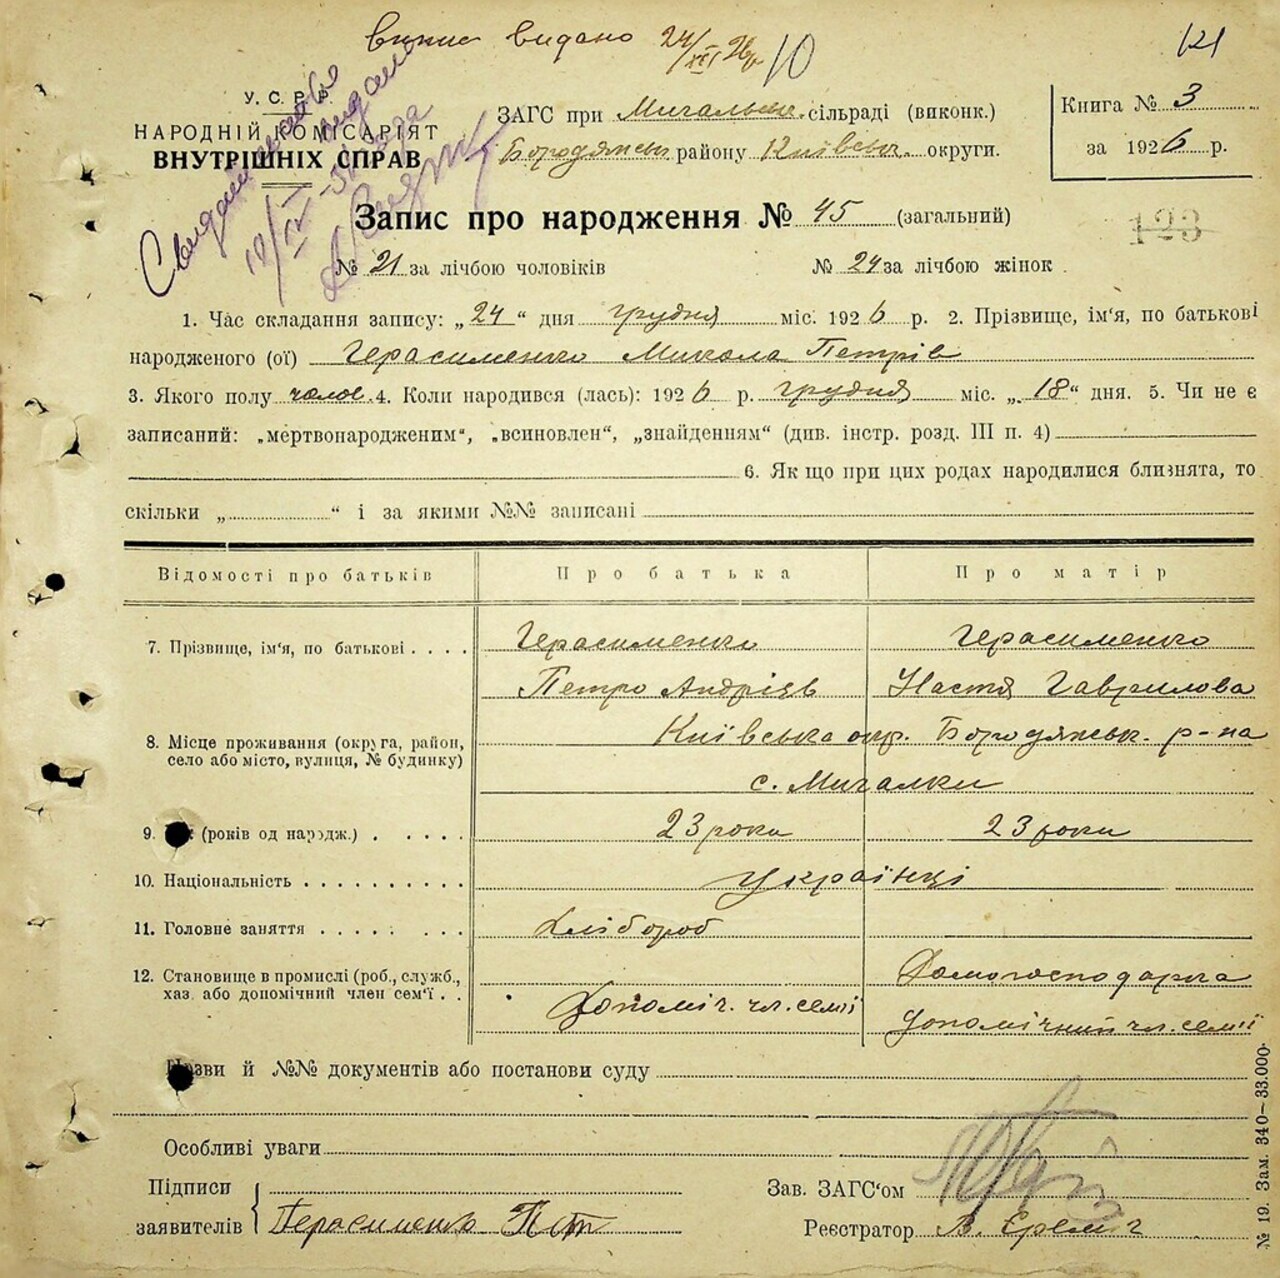 випис видано 24/XII 26 р
10
121
У. С. Р. Р.
НАРОДНІЙ КОМІСАРІЯТ
ВНУТРІШНІХ СПРАВ
ЗАГС при Мигальськ. сільраді (виконк.)
Бородянськ району Київськ. округи.
Книга № 3
за 1926 р.
Запис про народження № 45 (загальний)
123
№ 21 за лічбою чоловіків № 24 за лічбою жінок
1. Час складання запису: „24“ дня грудня міс. 1926 р. 2. Прізвище, ім'я, по батькові
народженого (ої) Герасименко Микола Петрів
3. Якого полу чолов. 4. Коли народився (лась): 1926 р. грудня міс. „18“ дня. 5. Чи не є
записаний: „мертвонародженим“, „всиновлен“, „знайденням“ (див. інстр. розд. III п. 4)
6. Як що при цих родах народилися близнята, то
скільки „ “ і за якими №№ записані
Відомості про батьків Про батька Про матір
7. Прізвище, ім'я, по батькові . . . . Герасименко Герасименко
Петро Андріїв Настя Гаврилова
8. Місце проживання (округа, район, Київська окр. Бородянськ. р-на
село або місто, вулиця, № будинку) с. Мигалки
9. (років од народж.) . . . . . 23 роки 23 роки
10. Національність . . . . . . . . . . українці
11. Головне заняття . . . . . . . . хлібороб
12. Становище в промислі (роб., служб., Домогосподарка
хаз. або допомічний член сем'ї . . Допоміч. чл. семії допомічний чл. семії
Назви й №№ документів або постанови суду
Особливі уваги
Підписи
заявителів Герасименко Пет
Зав. ЗАГС'ом
Реєстратор
№ 19. Зам. 340—33.000.